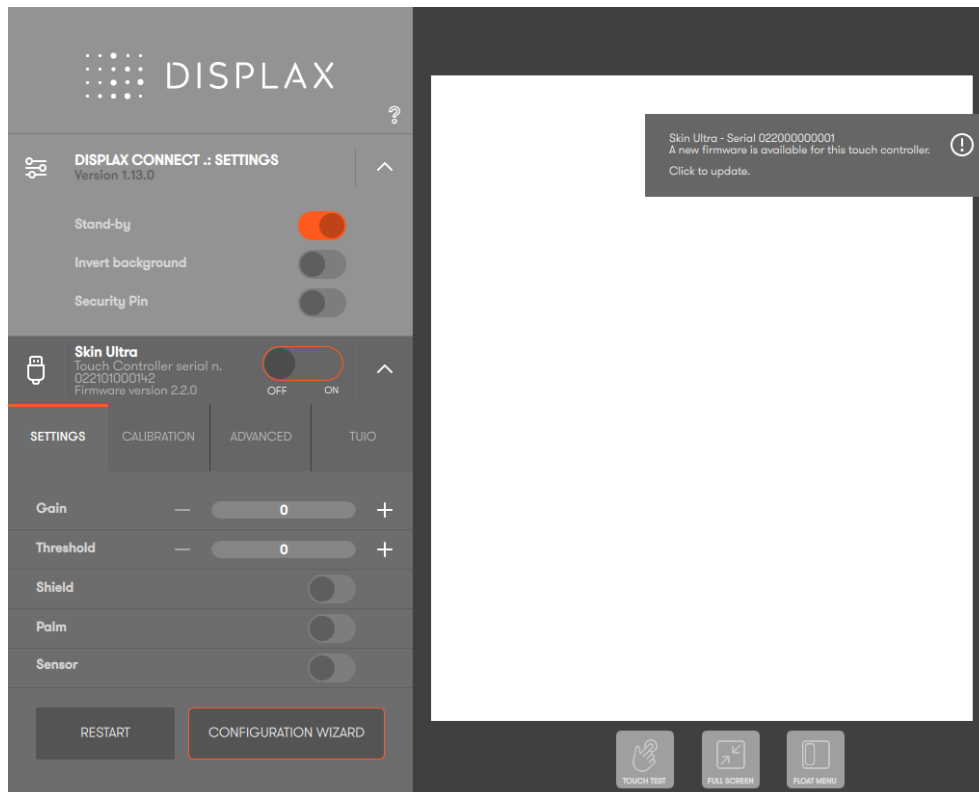 DISPLAX
?
DISPLAX CONNECT .: SETTINGS
Version 1.13.0
Stand-by
Invert background
Security Pin
Skin Ultra
Touch Controller serial n.
022101000142
Firmware version 2.2.0
OFF ON
SETTINGS CALIBRATION ADVANCED TUIO
Gain — 0 +
Threshold — 0 +
Shield
Palm
Sensor
RESTART CONFIGURATION WIZARD
Skin Ultra - Serial 022000000001
A new firmware is available for this touch controller.
Click to update.
TOUCH TEST FULL SCREEN FLOAT MENU